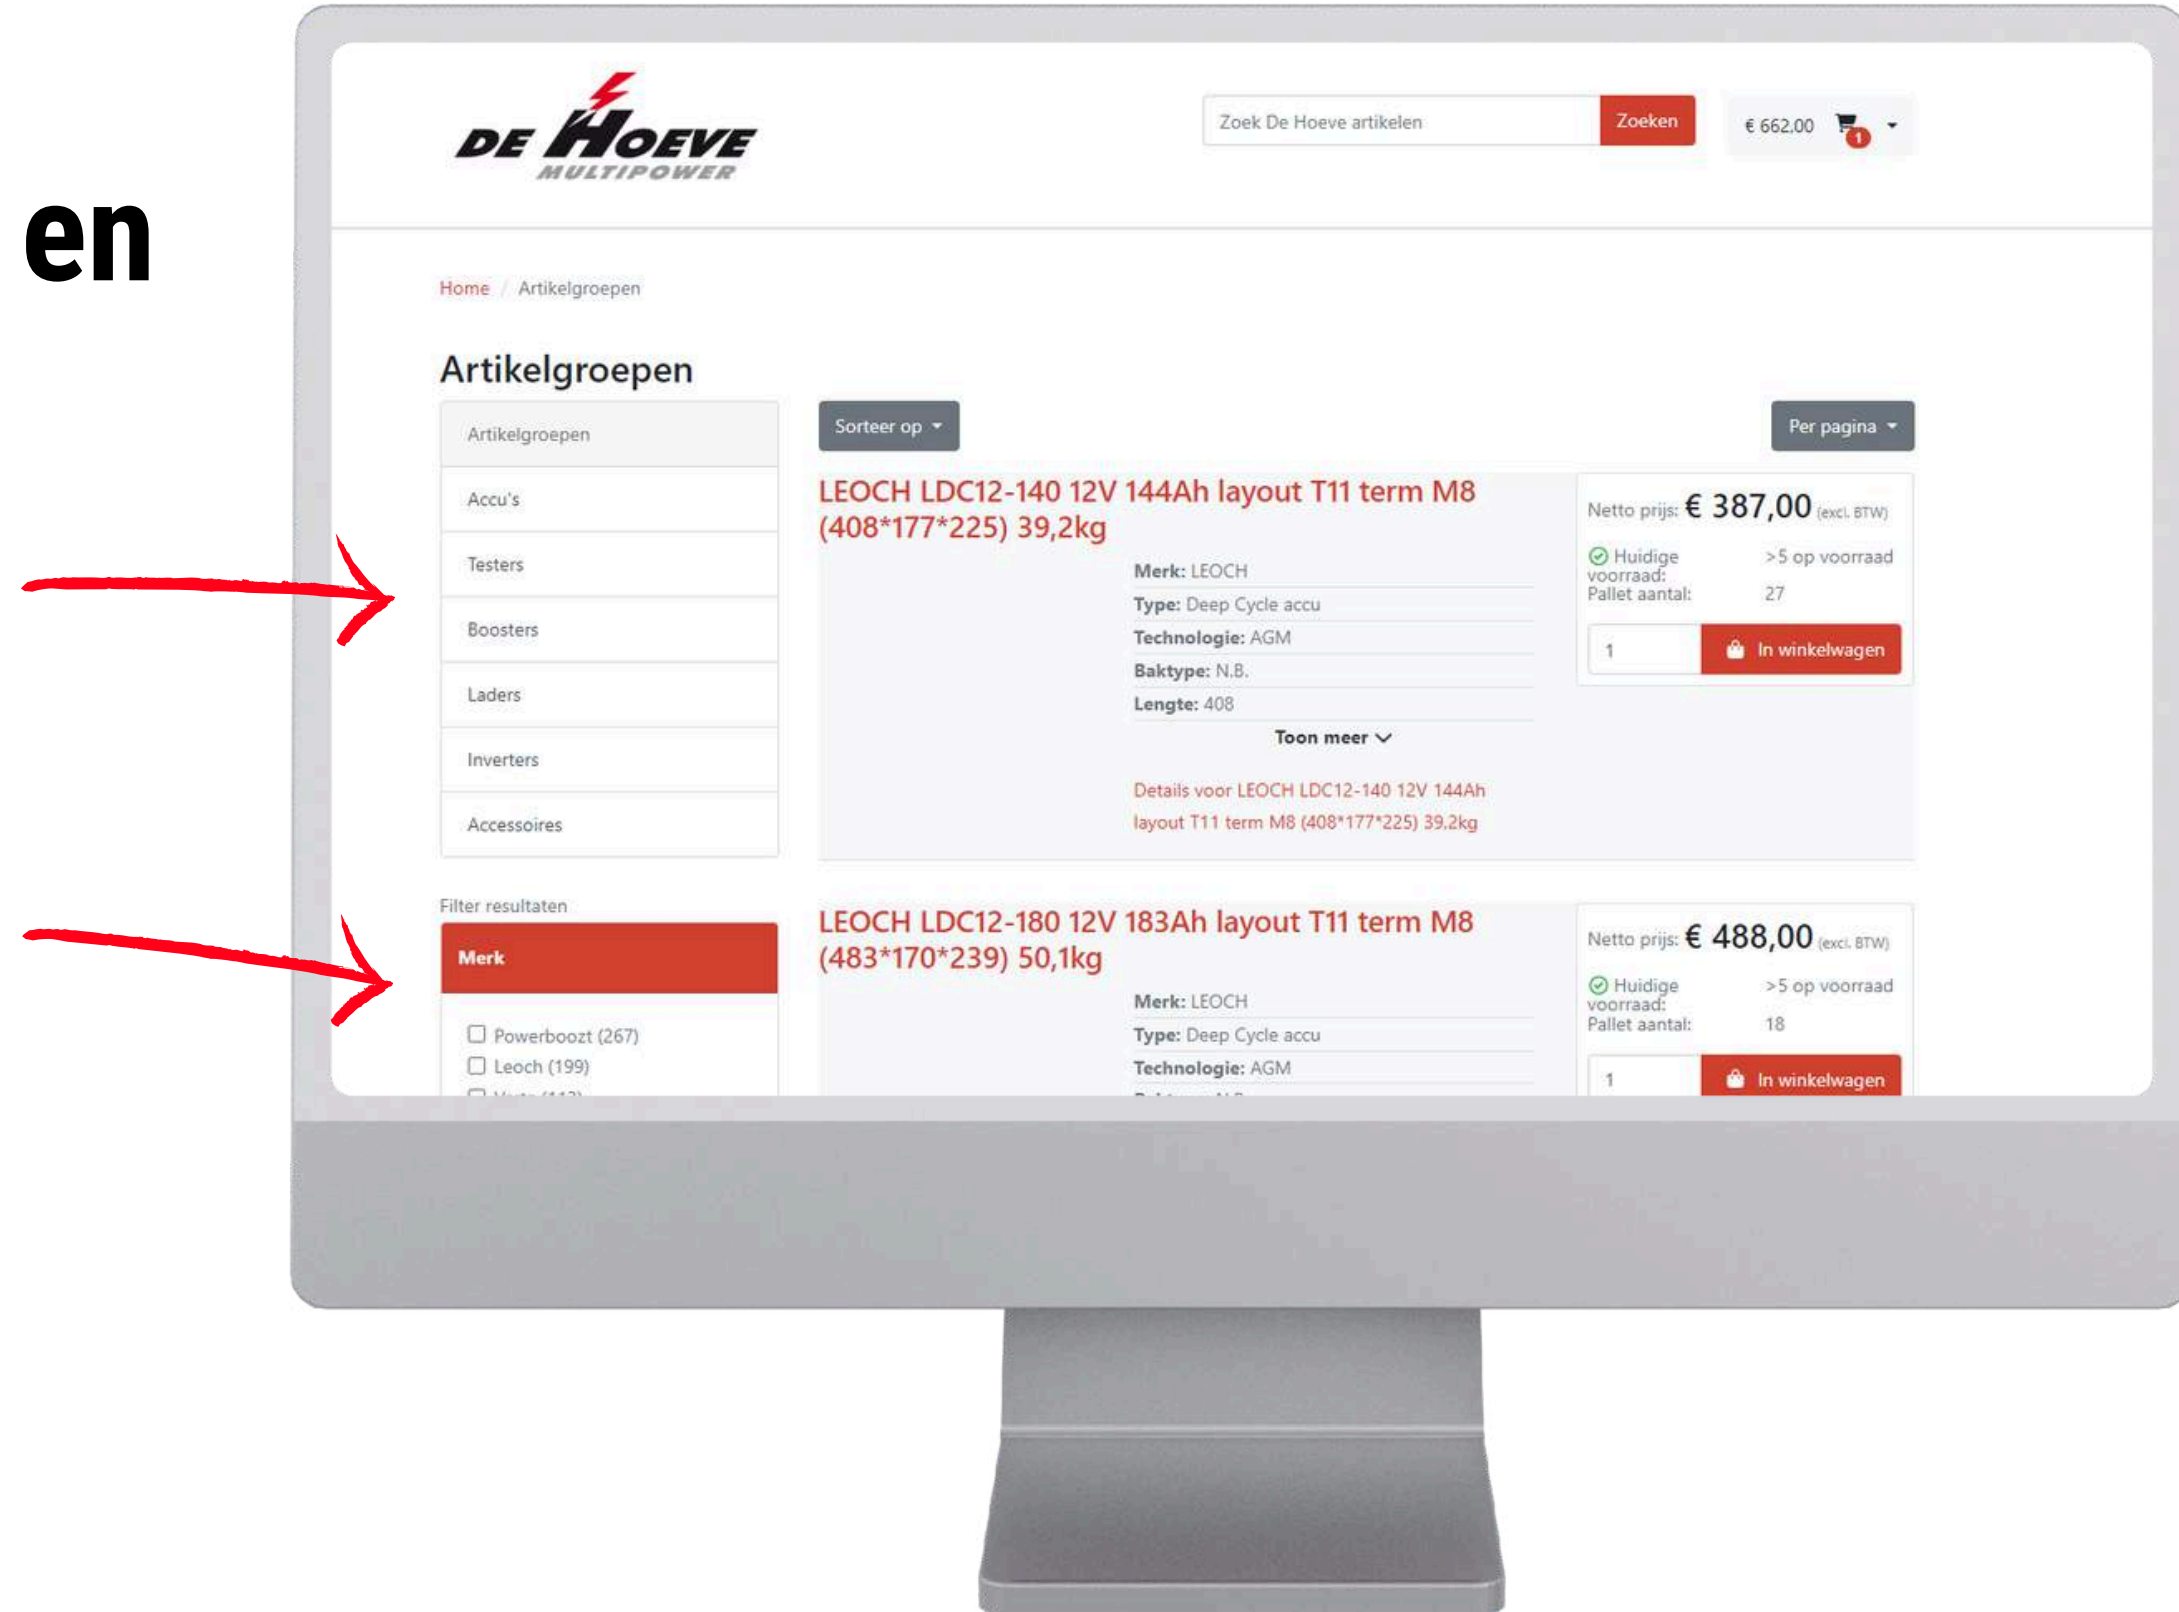 en
DE HOEVE
MULTIPOWER
Zoek De Hoeve artikelen
Zoeken
€ 662,00
1
Home / Artikelgroepen
Artikelgroepen
Artikelgroepen
Accu's
Testers
Boosters
Laders
Inverters
Accessoires
Filter resultaten
Merk
Powerboozt (267)
Leoch (199)
Sorteer op
Per pagina
LEOCH LDC12-140 12V 144Ah layout T11 term M8
(408*177*225) 39,2kg
Merk: LEOCH
Type: Deep Cycle accu
Technologie: AGM
Baktype: N.B.
Lengte: 408
Toon meer
Details voor LEOCH LDC12-140 12V 144Ah
layout T11 term M8 (408*177*225) 39,2kg
Netto prijs: € 387,00 (excl. BTW)
Huidige >5 op voorraad
voorraad:
Pallet aantal: 27
1
In winkelwagen
LEOCH LDC12-180 12V 183Ah layout T11 term M8
(483*170*239) 50,1kg
Merk: LEOCH
Type: Deep Cycle accu
Technologie: AGM
Netto prijs: € 488,00 (excl. BTW)
Huidige >5 op voorraad
voorraad:
Pallet aantal: 18
1
In winkelwagen